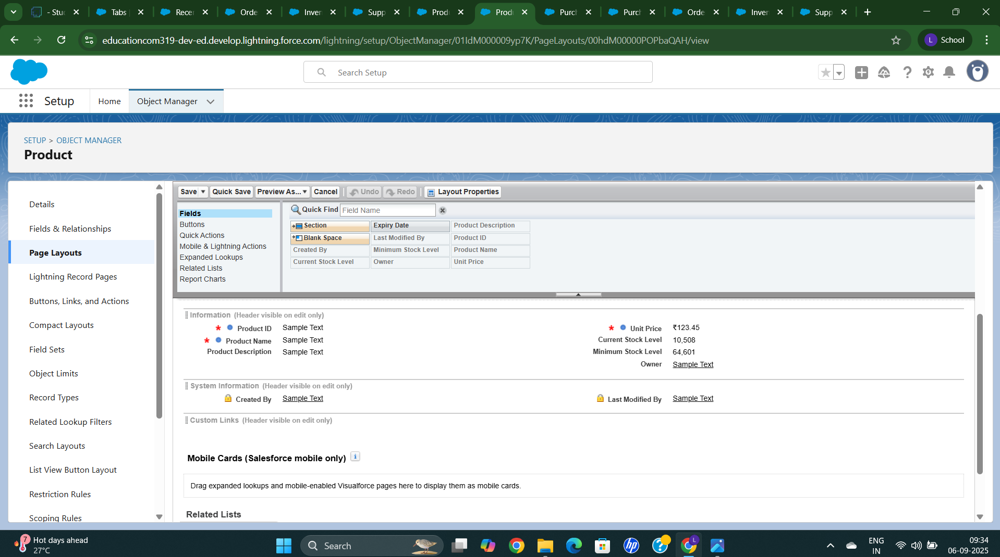 - Stu
Tabs
Recer
Orde
Inver
Supp
Produ
Produ
Purch
Purch
Orde
Inver
Supp
educationcom319-dev-ed.develop.lightning.force.com/lightning/setup/ObjectManager/01IdM000009yp7K/PageLayouts/00hdM00000POPbaQAH/view
L School
Search Setup
Setup
Home
Object Manager
SETUP > OBJECT MANAGER
Product
Details
Fields & Relationships
Page Layouts
Lightning Record Pages
Buttons, Links, and Actions
Compact Layouts
Field Sets
Object Limits
Record Types
Related Lookup Filters
Search Layouts
List View Button Layout
Restriction Rules
Scoping Rules
Save
Quick Save
Preview As...
Cancel
Undo
Redo
Layout Properties
Fields
Buttons
Quick Actions
Mobile & Lightning Actions
Expanded Lookups
Related Lists
Report Charts
Quick Find Field Name
Section Expiry Date Product Description
Blank Space Last Modified By Product ID
Created By Minimum Stock Level Product Name
Current Stock Level Owner Unit Price
Information (Header visible on edit only)
* Product ID Sample Text * Unit Price ₹123.45
* Product Name Sample Text Current Stock Level 10,508
Product Description Sample Text Minimum Stock Level 64,601
Owner Sample Text
System Information (Header visible on edit only)
Created By Sample Text Last Modified By Sample Text
Custom Links (Header visible on edit only)
Mobile Cards (Salesforce mobile only) i
Drag expanded lookups and mobile-enabled Visualforce pages here to display them as mobile cards.
Related Lists
7
Hot days ahead
27°C
Search
hp
?
L
ENG
IN
09:34
06-09-2025